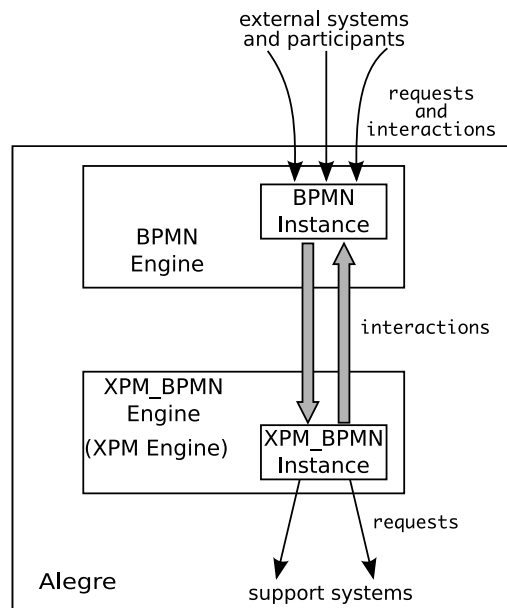 external systems
and participants
requests
and
interactions
BPMN
Instance
BPMN
Engine
interactions
XPM_BPMN
Engine
(XPM Engine)
XPM_BPMN
Instance
requests
Alegre
support systems